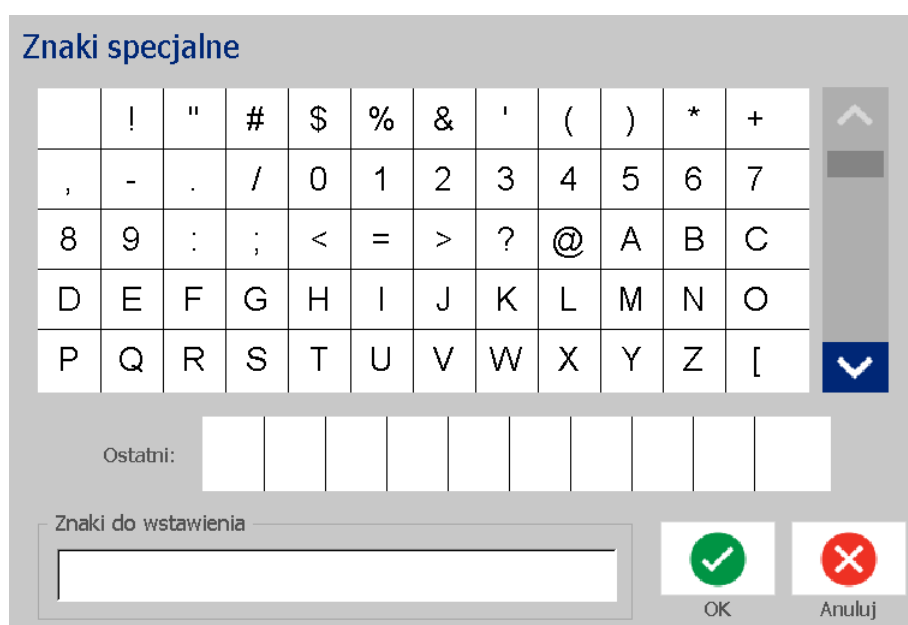 Znaki specjalne
! " # $ % & ' ( ) * +
, - . / 0 1 2 3 4 5 6 7
8 9 : ; < = > ? @ A B C
D E F G H I J K L M N O
P Q R S T U V W X Y Z [
Ostatni:
Znaki do wstawienia
OK Anuluj